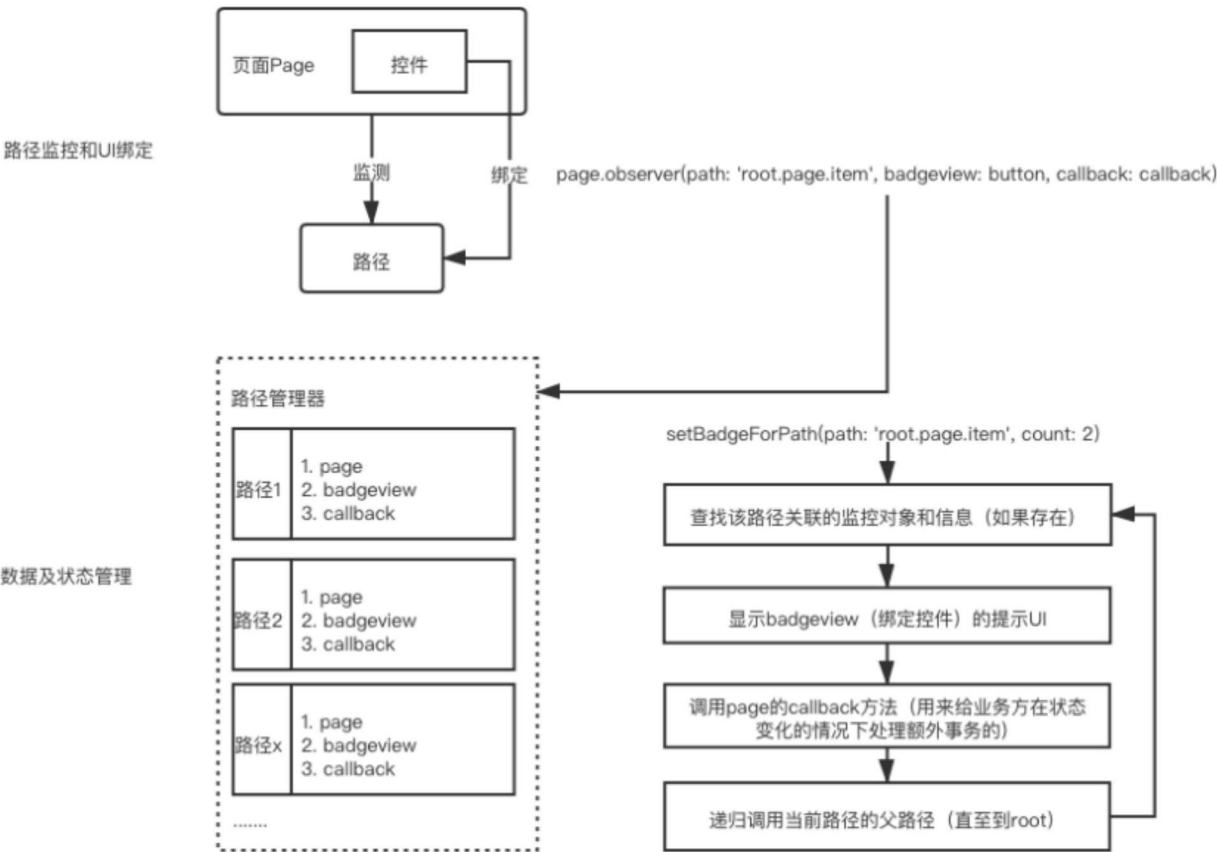 页面Page
控件
路径监控和UI绑定
监测
绑定
page.observer(path: 'root.page.item', badgeview: button, callback: callback)
路径
路径管理器
setBadgeForPath(path: 'root.page.item', count: 2)
路径1
1. page
2. badgeview
3. callback
查找该路径关联的监控对象和信息（如果存在）
数据及状态管理
路径2
1. page
2. badgeview
3. callback
显示badgeview（绑定控件）的提示UI
调用page的callback方法（用来给业务方在状态
变化的情况下处理额外事务的）
路径x
1. page
2. badgeview
3. callback
.......
递归调用当前路径的父路径（直至到root）